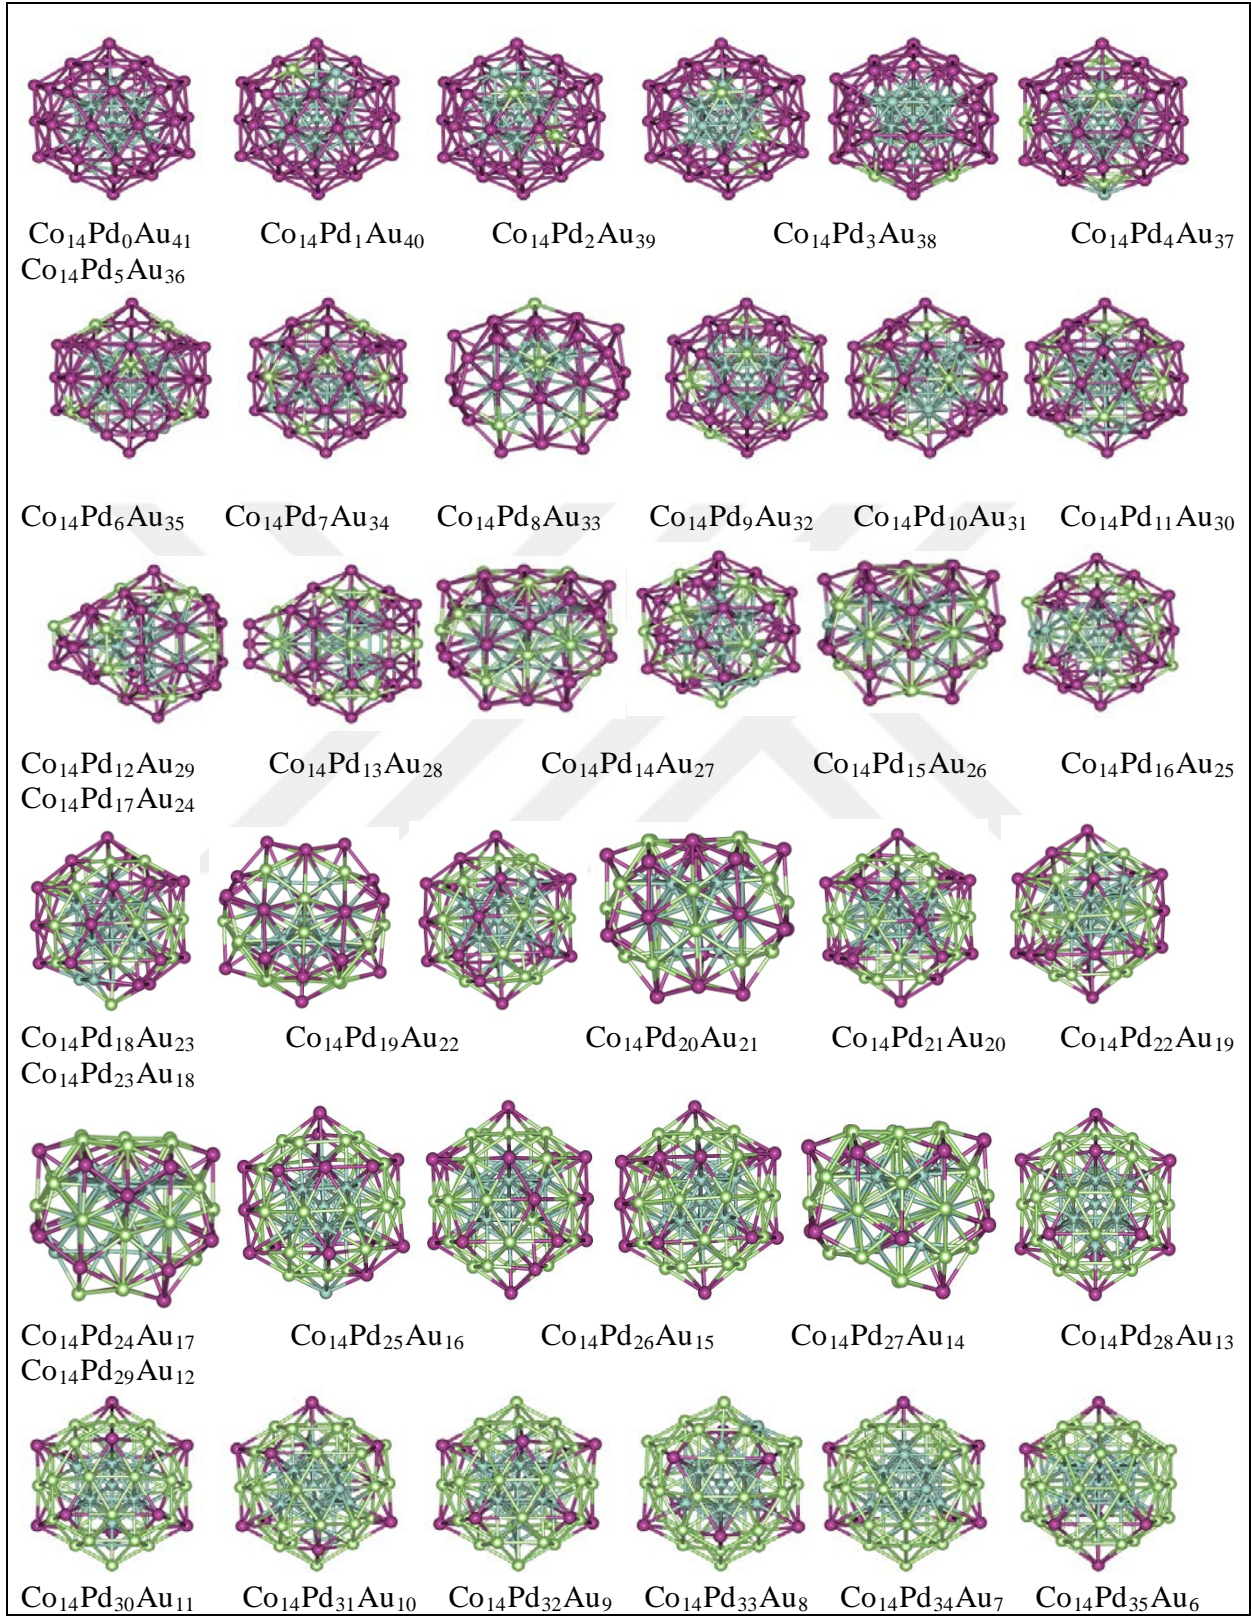 Co₁₄Pd₀Au₄₁ Co₁₄Pd₁Au₄₀ Co₁₄Pd₂Au₃₉ Co₁₄Pd₃Au₃₈ Co₁₄Pd₄Au₃₇
Co₁₄Pd₅Au₃₆
Co₁₄Pd₆Au₃₅ Co₁₄Pd₇Au₃₄ Co₁₄Pd₈Au₃₃ Co₁₄Pd₉Au₃₂ Co₁₄Pd₁₀Au₃₁ Co₁₄Pd₁₁Au₃₀
Co₁₄Pd₁₂Au₂₉ Co₁₄Pd₁₃Au₂₈ Co₁₄Pd₁₄Au₂₇ Co₁₄Pd₁₅Au₂₆ Co₁₄Pd₁₆Au₂₅
Co₁₄Pd₁₇Au₂₄
Co₁₄Pd₁₈Au₂₃ Co₁₄Pd₁₉Au₂₂ Co₁₄Pd₂₀Au₂₁ Co₁₄Pd₂₁Au₂₀ Co₁₄Pd₂₂Au₁₉
Co₁₄Pd₂₃Au₁₈
Co₁₄Pd₂₄Au₁₇ Co₁₄Pd₂₅Au₁₆ Co₁₄Pd₂₆Au₁₅ Co₁₄Pd₂₇Au₁₄ Co₁₄Pd₂₈Au₁₃
Co₁₄Pd₂₉Au₁₂
Co₁₄Pd₃₀Au₁₁ Co₁₄Pd₃₁Au₁₀ Co₁₄Pd₃₂Au₉ Co₁₄Pd₃₃Au₈ Co₁₄Pd₃₄Au₇ Co₁₄Pd₃₅Au₆